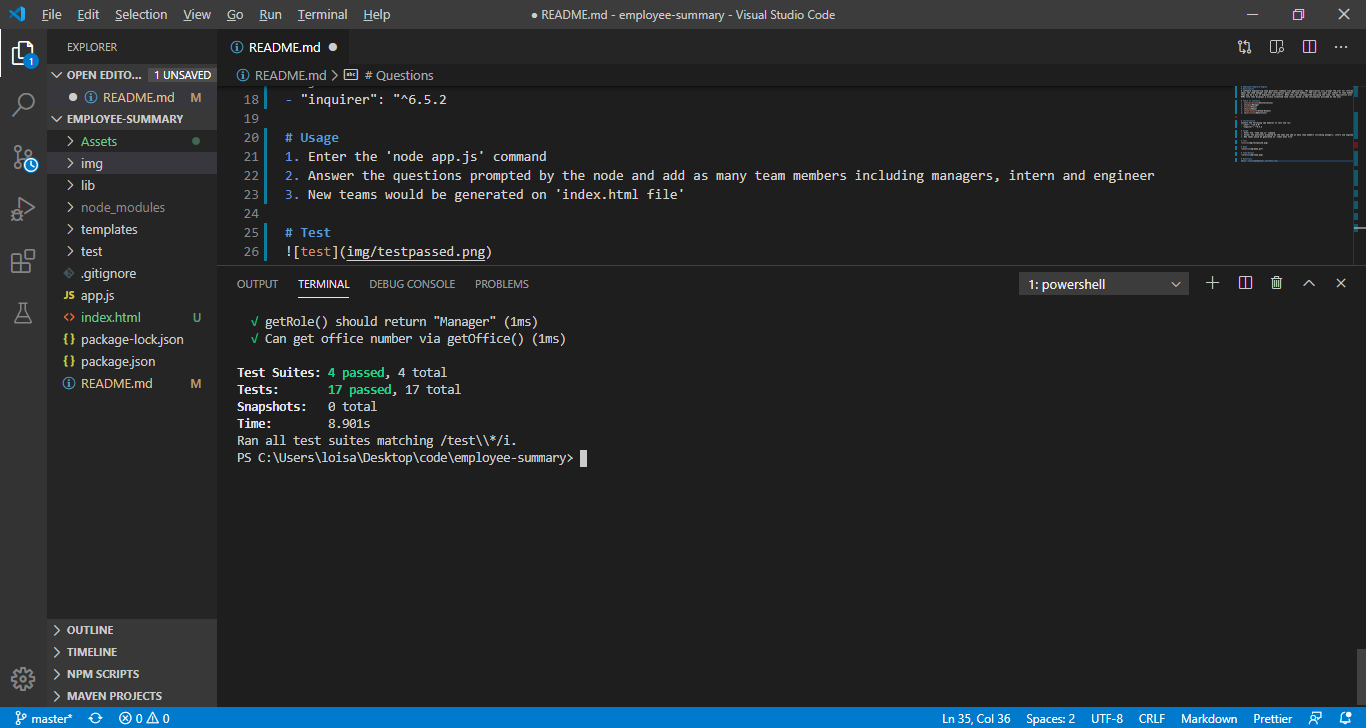 File Edit Selection View Go Run Terminal Help
● README.md - employee-summary - Visual Studio Code
EXPLORER
OPEN EDITO... 1 UNSAVED
README.md M
EMPLOYEE-SUMMARY
Assets
img
lib
node_modules
templates
test
.gitignore
JS app.js
<> index.html U
{} package-lock.json
{} package.json
README.md M
OUTLINE
TIMELINE
NPM SCRIPTS
MAVEN PROJECTS
1
README.md ●
README.md > # Questions
18 - "inquirer": "^6.5.2
19
20 # Usage
21 1. Enter the 'node app.js' command
22 2. Answer the questions prompted by the node and add as many team members including managers, intern and engineer
23 3. New teams would be generated on 'index.html file'
24
25 # Test
26 ![test](img/testpassed.png)
OUTPUT TERMINAL DEBUG CONSOLE PROBLEMS
1: powershell
√ getRole() should return "Manager" (1ms)
√ Can get office number via getOffice() (1ms)
Test Suites: 4 passed, 4 total
Tests: 17 passed, 17 total
Snapshots: 0 total
Time: 8.901s
Ran all test suites matching /test\\*/i.
PS C:\Users\loisa\Desktop\code\employee-summary>
master* 0 0
Ln 35, Col 36 Spaces: 2 UTF-8 CRLF Markdown Prettier